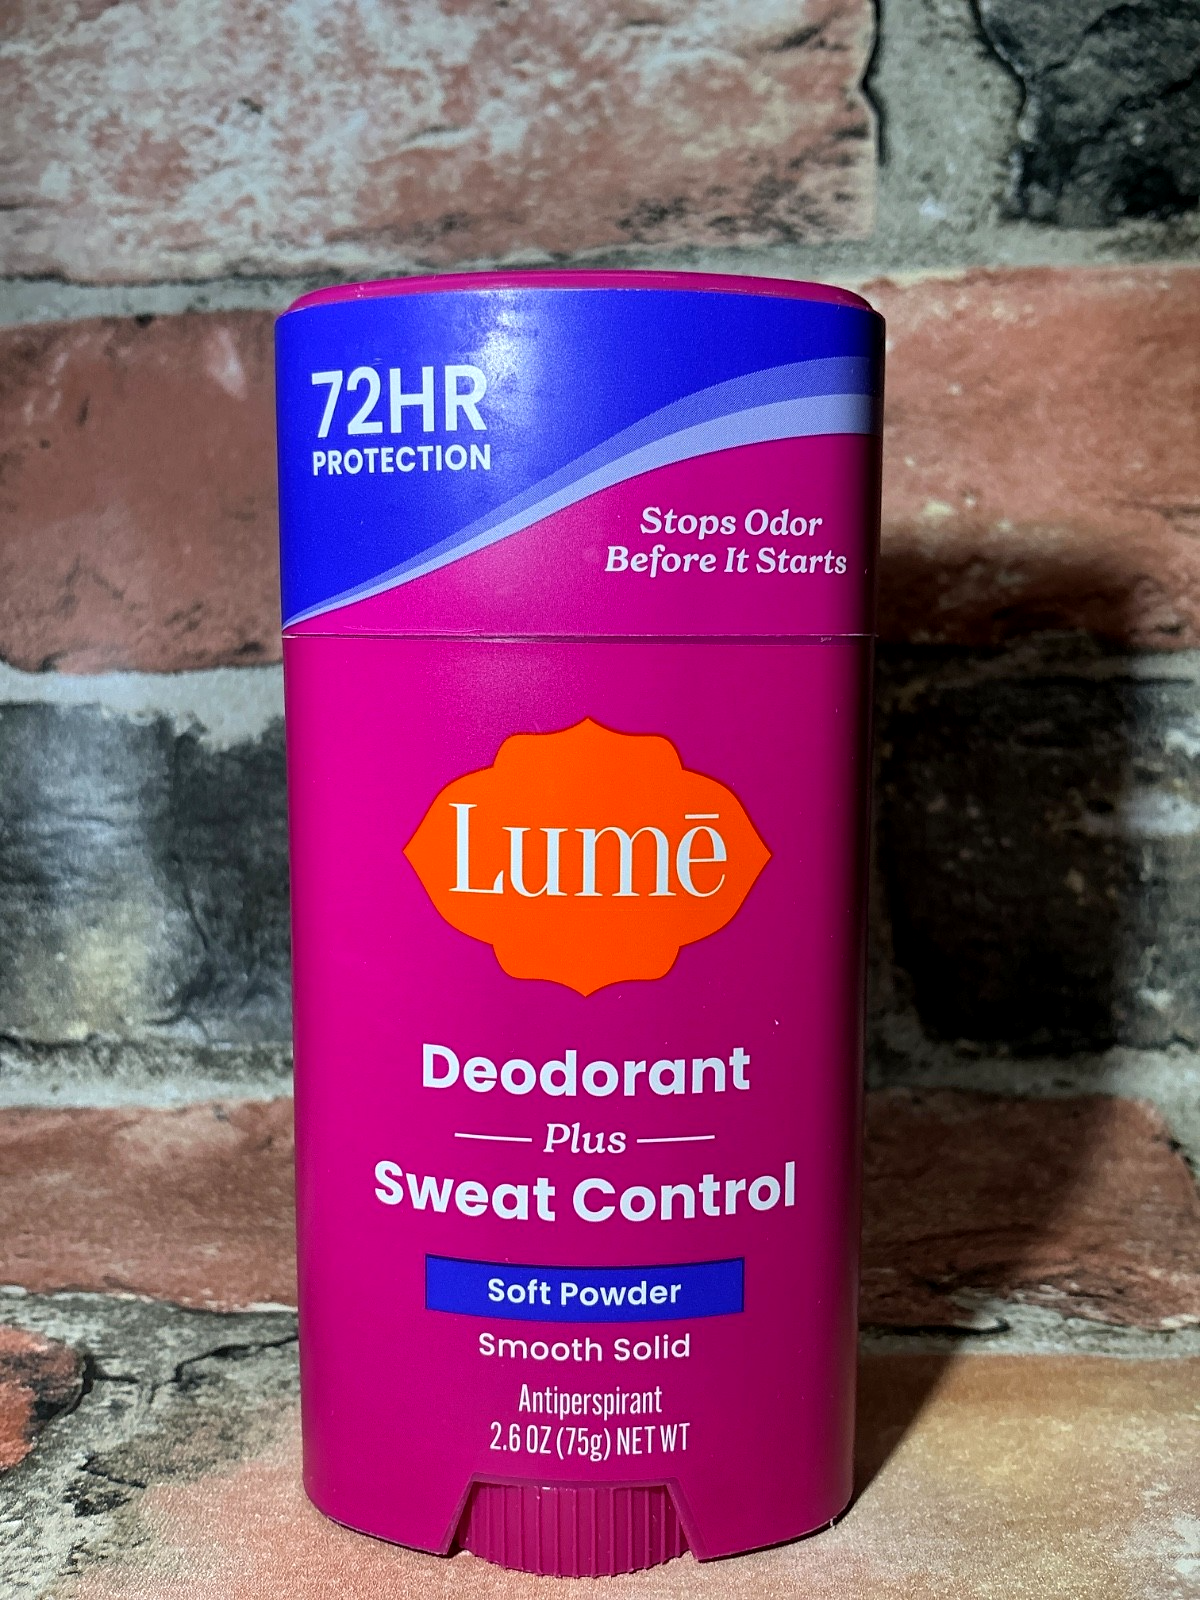 72HR
PROTECTION
Stops Odor
Before It Starts
Lumē
Deodorant
Plus
Sweat Control
Soft Powder
Smooth Solid
Antiperspirant
2.6 OZ (75g) NET WT